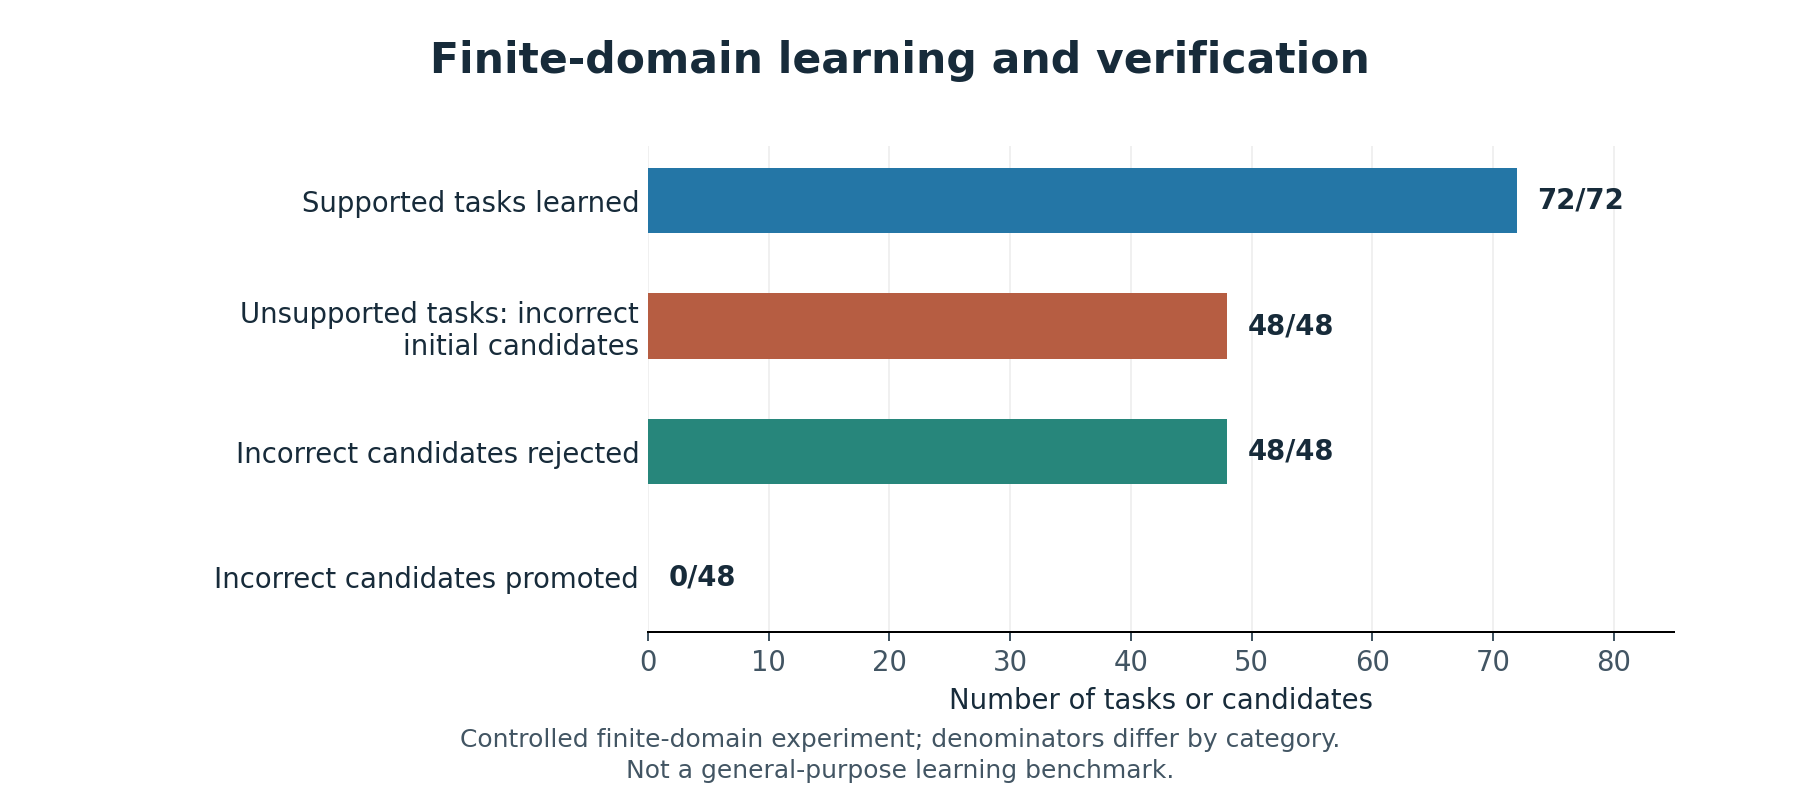 Finite-domain learning and verification
Supported tasks learned
72/72
Unsupported tasks: incorrect
initial candidates
48/48
Incorrect candidates rejected
48/48
Incorrect candidates promoted
0/48
0 10 20 30 40 50 60 70 80
Number of tasks or candidates
Controlled finite-domain experiment; denominators differ by category.
Not a general-purpose learning benchmark.